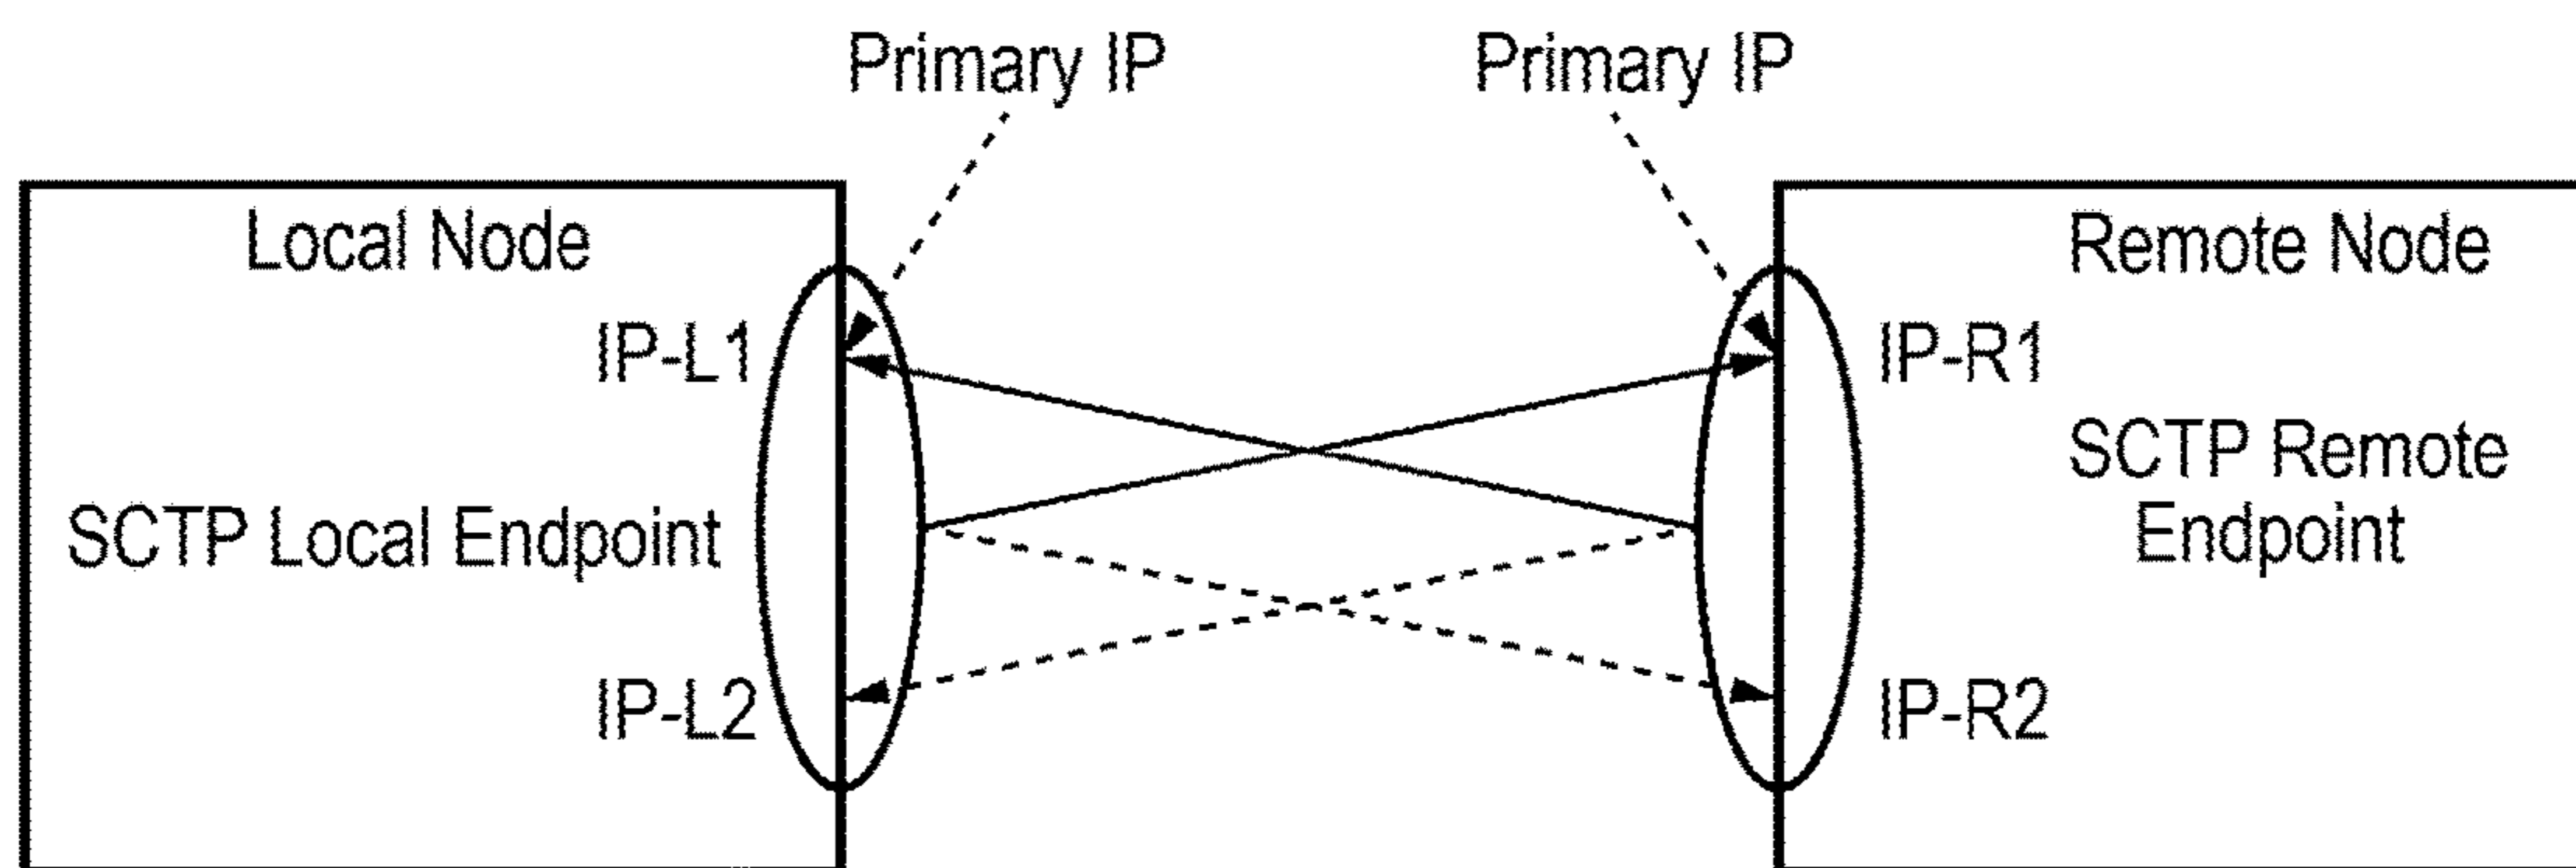 Primary IP
Primary IP
Local Node
Remote Node
IP-L1
IP-R1
SCTP Remote
Endpoint
SCTP Local Endpoint
IP-L2
IP-R2